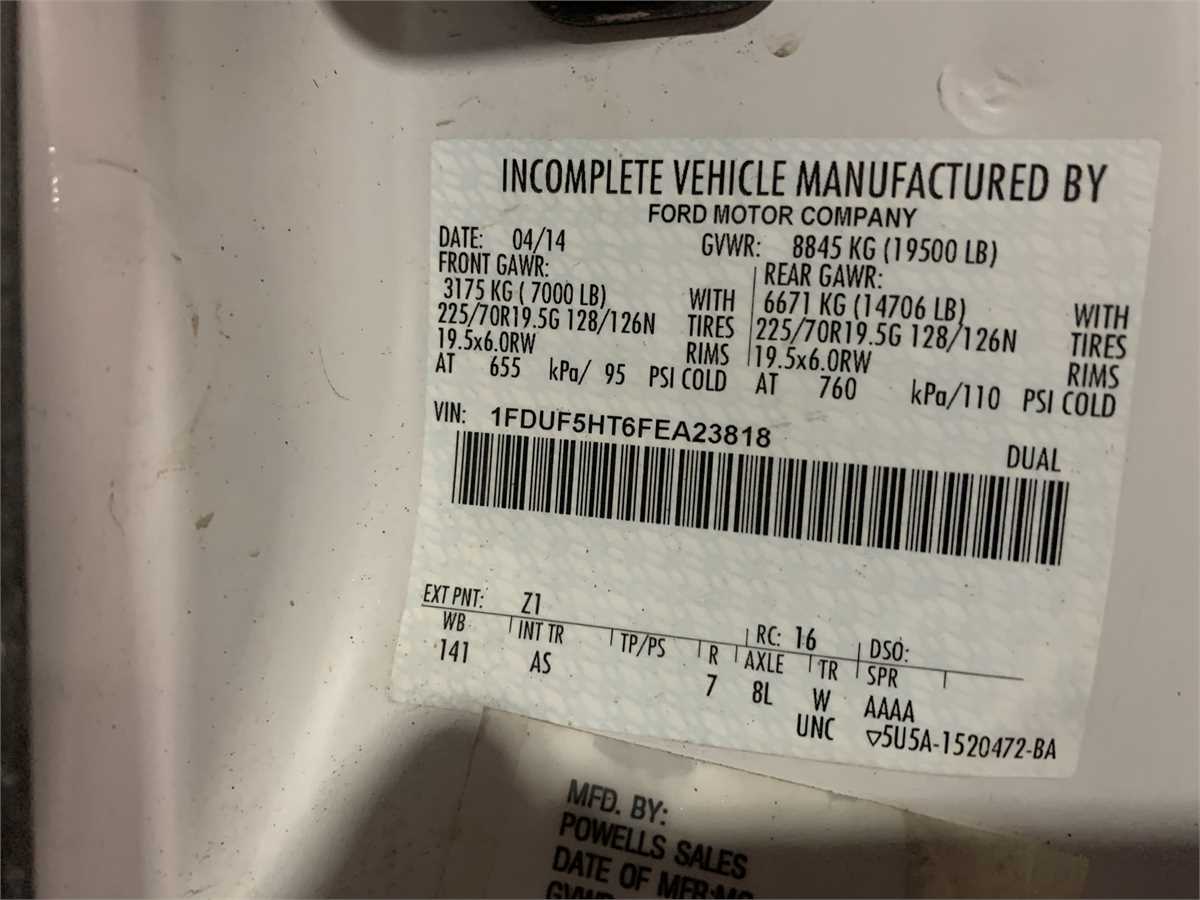 INCOMPLETE VEHICLE MANUFACTURED BY
FORD MOTOR COMPANY
DATE: 04/14 GVWR: 8845 KG (19500 LB)
FRONT GAWR: REAR GAWR:
3175 KG ( 7000 LB) WITH 6671 KG (14706 LB) WITH
225/70R19.5G 128/126N TIRES 225/70R19.5G 128/126N TIRES
19.5x6.0RW RIMS 19.5x6.0RW RIMS
AT 655 kPa/ 95 PSI COLD AT 760 kPa/110 PSI COLD
VIN: 1FDUF5HT6FEA23818
DUAL
EXT PNT: Z1 RC: 16 DSO:
WB INT TR TP/PS R AXLE TR SPR
141 AS 7 8L W AAAA
UNC ▽5U5A-1520472-BA
MFD. BY:
POWELLS SALES
DATE OF MFR:MO
GVWR